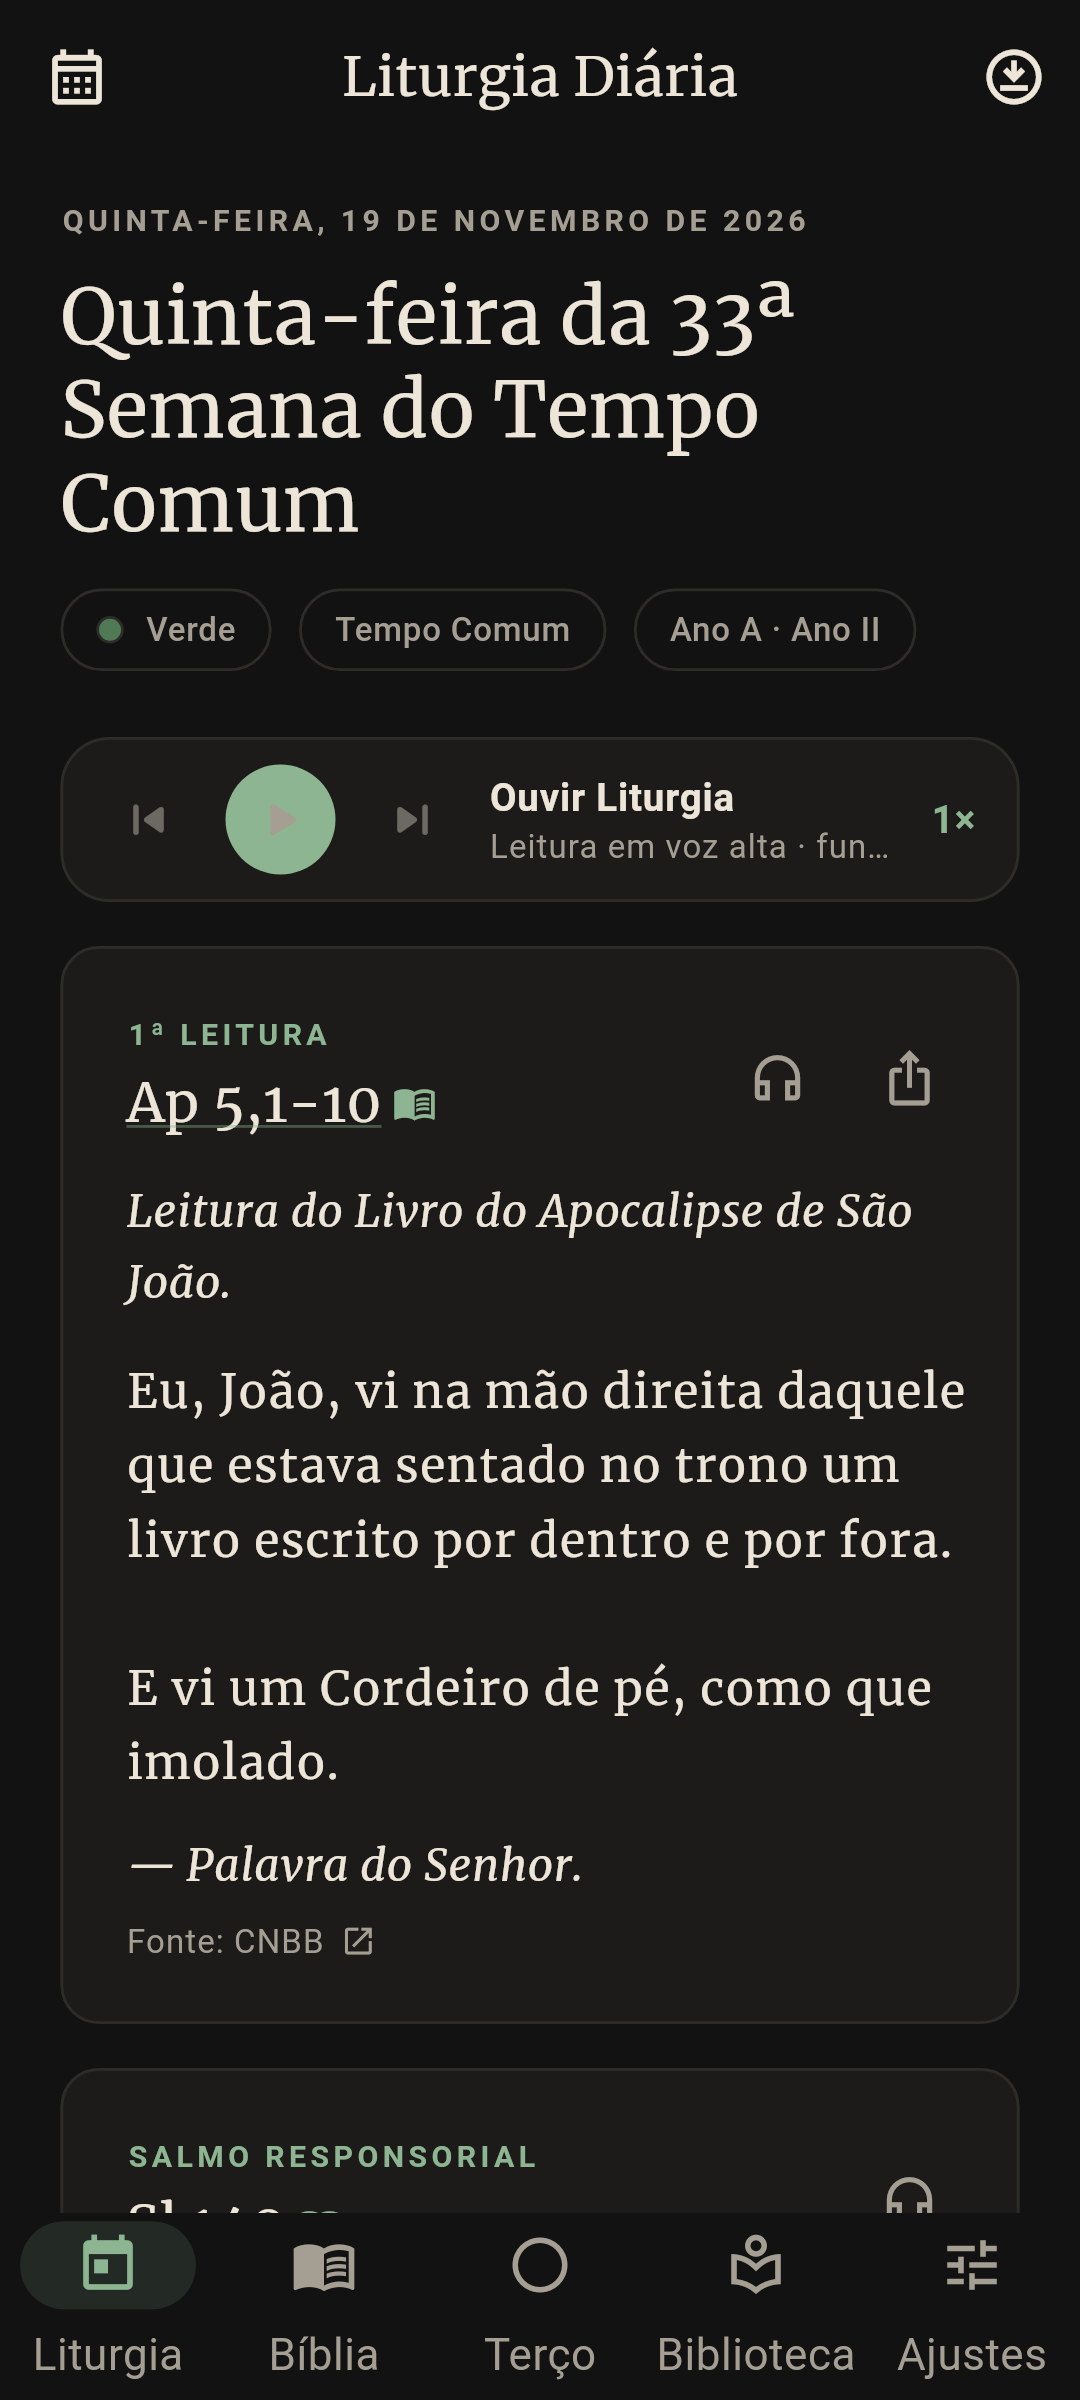 Liturgia Diária
QUINTA-FEIRA, 19 DE NOVEMBRO DE 2026
Quinta-feira da 33ª
Semana do Tempo
Comum
Verde
Tempo Comum
Ano A · Ano II
Ouvir Liturgia
Leitura em voz alta · fun…
1×
1ª LEITURA
Ap 5,1-10
Leitura do Livro do Apocalipse de São
João.
Eu, João, vi na mão direita daquele
que estava sentado no trono um
livro escrito por dentro e por fora.
E vi um Cordeiro de pé, como que
imolado.
— Palavra do Senhor.
Fonte: CNBB
SALMO RESPONSORIAL
Liturgia
Bíblia
Terço
Biblioteca
Ajustes